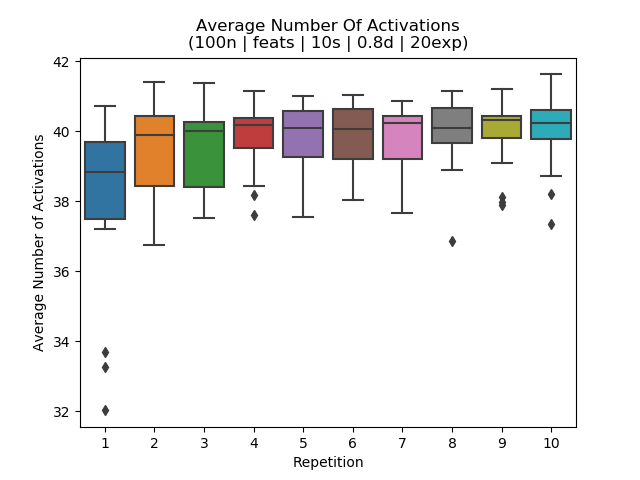 Average Number Of Activations
(100n | feats | 10s | 0.8d | 20exp)
Average Number of Activations
42
40
38
36
34
32
1 2 3 4 5 6 7 8 9 10
Repetition